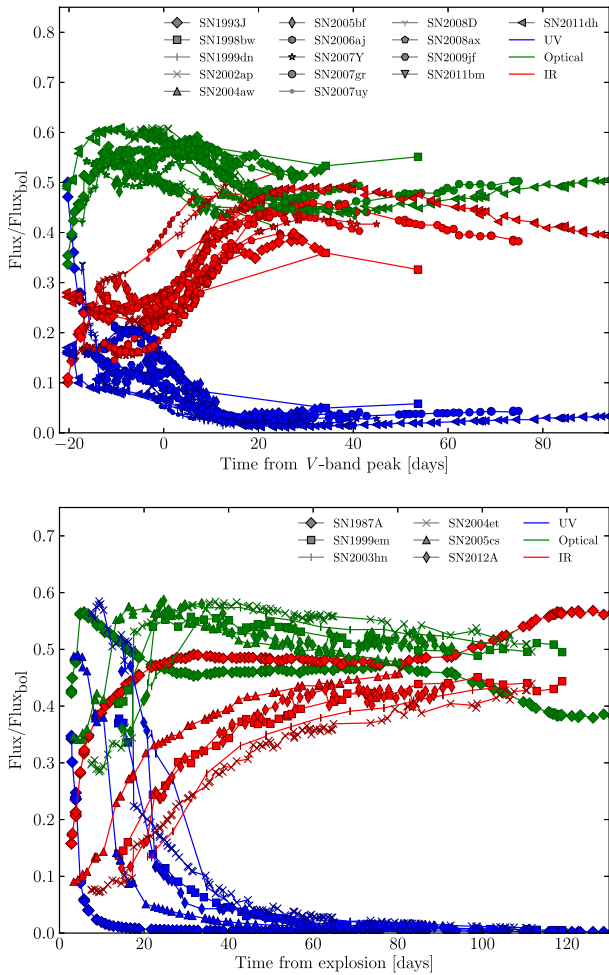 0.8
0.7
0.6
0.5
0.4
0.3
0.2
0.1
0.0
Flux/Flux_bol
SN1993J
SN1998bw
SN1999dn
SN2002ap
SN2004aw
SN2005bf
SN2006aj
SN2007Y
SN2007gr
SN2007uy
SN2008D
SN2008ax
SN2009jf
SN2011bm
SN2011dh
UV
Optical
IR
−20 0 20 40 60 80
Time from V-band peak [days]
0.7
0.6
0.5
0.4
0.3
0.2
0.1
0.0
Flux/Flux_bol
SN1987A
SN1999em
SN2003hn
SN2004et
SN2005cs
SN2012A
UV
Optical
IR
0 20 40 60 80 100 120
Time from explosion [days]